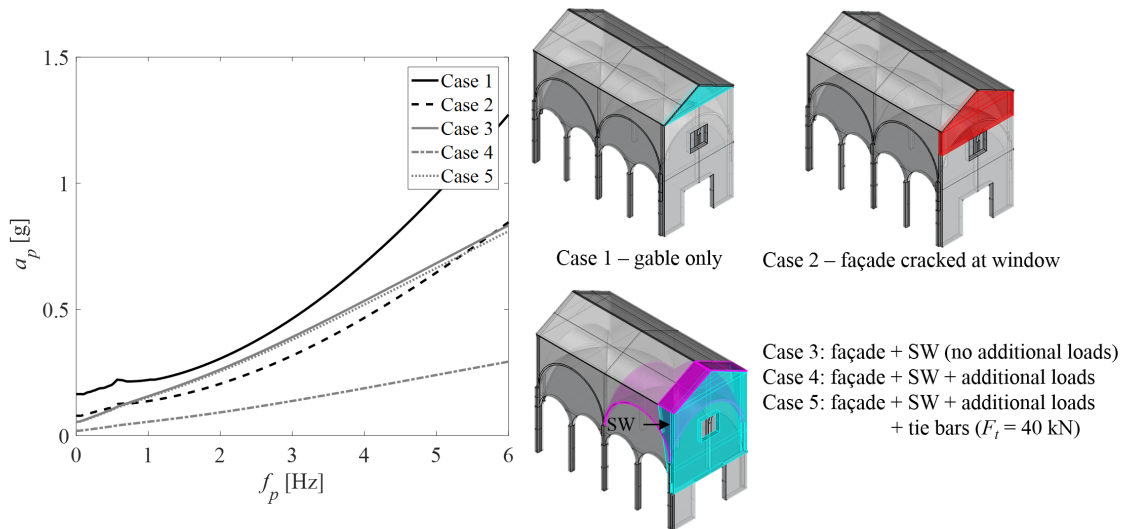 1.5
1
0.5
0
a_p [g]
0 1 2 3 4 5 6
f_p [Hz]
Case 1
Case 2
Case 3
Case 4
Case 5
Case 1 – gable only
Case 2 – façade cracked at window
SW
Case 3: façade + SW (no additional loads)
Case 4: façade + SW + additional loads
Case 5: façade + SW + additional loads
+ tie bars (F_t = 40 kN)